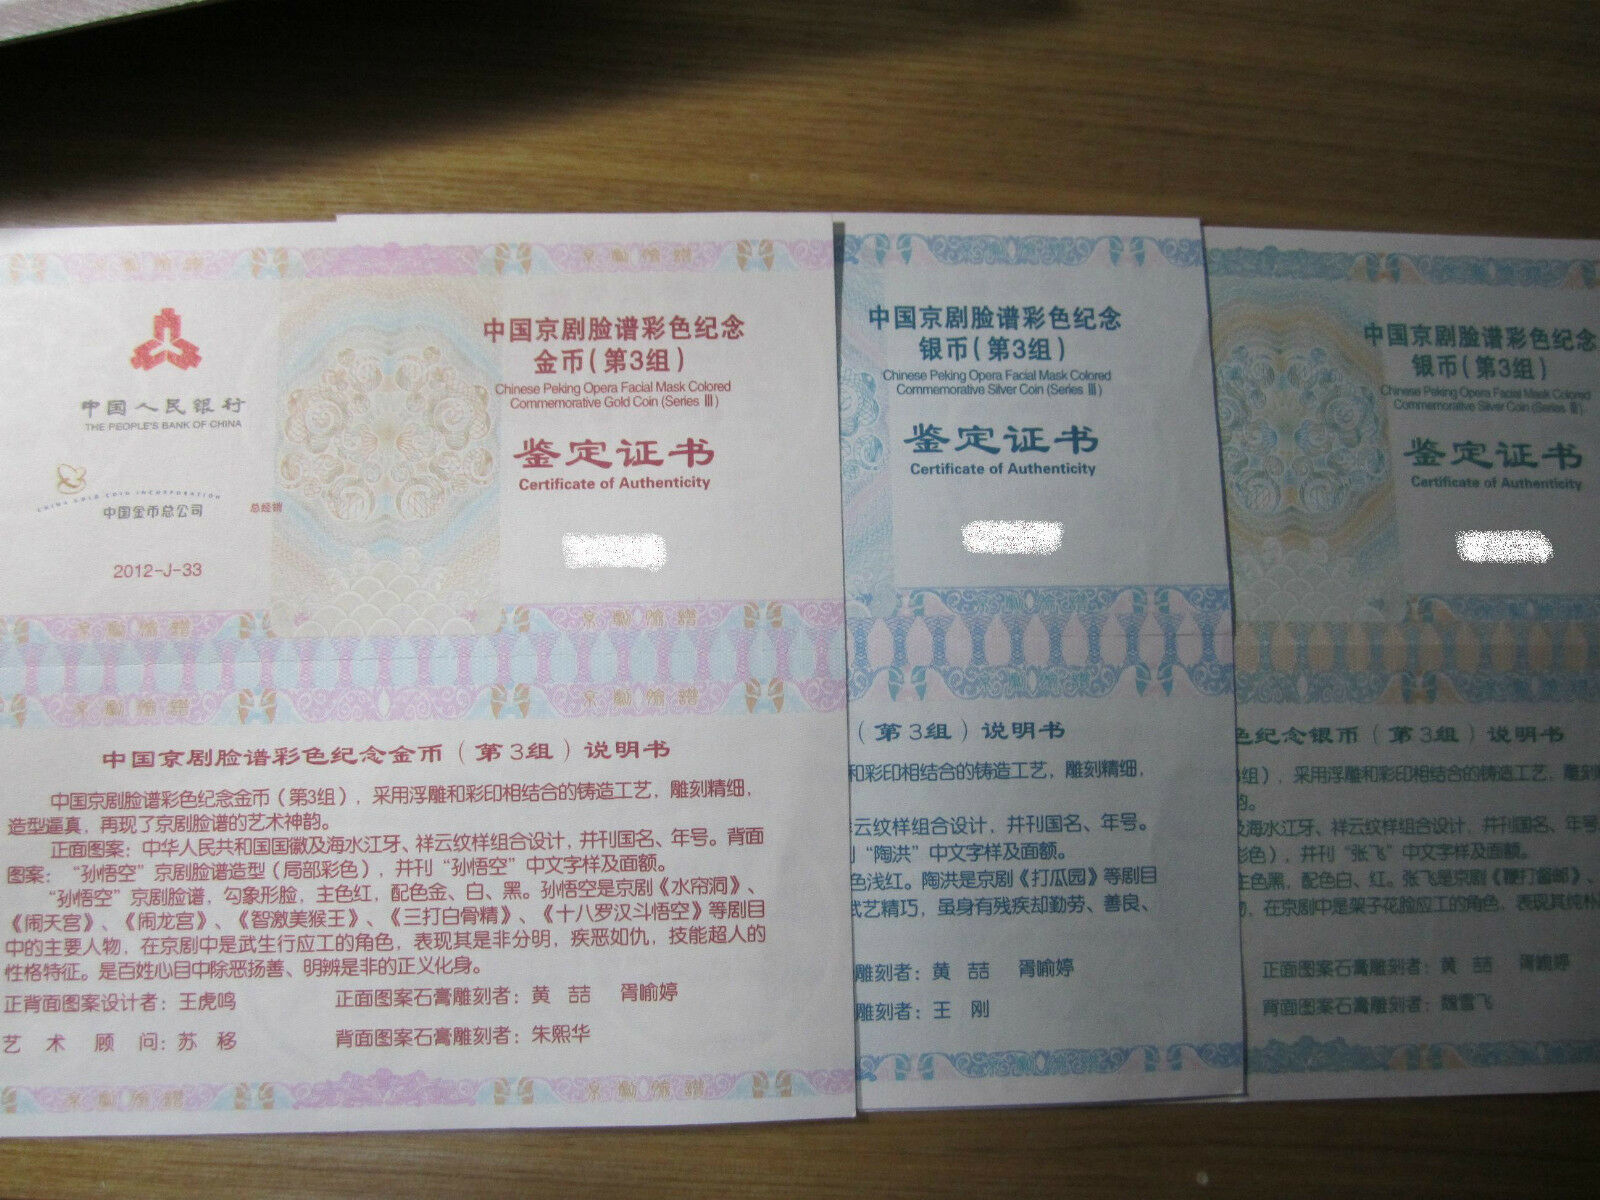 中国人民银行
THE PEOPLE'S BANK OF CHINA
CHINA GOLD COIN INCORPORATION
中国金币总公司
总经销
2012-J-33
中国京剧脸谱彩色纪念
金币（第3组）
Chinese Peking Opera Facial Mask Colored
Commemorative Gold Coin (Series Ⅲ)
鉴定证书
Certificate of Authenticity
中国京剧脸谱彩色纪念金币（第3组）说明书
中国京剧脸谱彩色纪念金币（第3组），采用浮雕和彩印相结合的铸造工艺，雕刻精细，
造型逼真，再现了京剧脸谱的艺术神韵。
正面图案：中华人民共和国国徽及海水江牙、祥云纹样组合设计，并刊国名、年号。背面
图案：“孙悟空”京剧脸谱造型（局部彩色），并刊“孙悟空”中文字样及面额。
“孙悟空”京剧脸谱，勾象形脸，主色红，配色金、白、黑。孙悟空是京剧《水帘洞》、
《闹天宫》、《闹龙宫》、《智激美猴王》、《三打白骨精》、《十八罗汉斗悟空》等剧目
中的主要人物，在京剧中是武生行应工的角色，表现其是非分明，疾恶如仇，技能超人的
性格特征。是百姓心目中除恶扬善、明辨是非的正义化身。
正背面图案设计者：王虎鸣
正面图案石膏雕刻者：黄 喆 胥喻婷
艺术顾问：苏 移
背面图案石膏雕刻者：朱熙华
中国京剧脸谱彩色纪念
银币（第3组）
Chinese Peking Opera Facial Mask Colored
Commemorative Silver Coin (Series Ⅲ)
鉴定证书
Certificate of Authenticity
（第3组）说明书
和彩印相结合的铸造工艺，雕刻精细，
云纹样组合设计，并刊国名、年号。
“陶洪”中文字样及面额。
色浅红。陶洪是京剧《打瓜园》等剧目
武艺精巧，虽身有残疾却勤劳、善良、
雕刻者：黄 喆 胥喻婷
雕刻者：王 刚
中国京剧脸谱彩色纪念
银币（第3组）
Chinese Peking Opera Facial Mask Colored
Commemorative Silver Coin (Series Ⅲ)
鉴定证书
Certificate of Authenticity
色纪念银币（第3组）说明书
组），采用浮雕和彩印相结合的铸造工艺，雕刻
的。
及海水江牙、祥云纹样组合设计，并刊国名、年号
彩色），并刊“张飞”中文字样及面额。
主色黑，配色白、红。张飞是京剧《鞭打督邮》、
，在京剧中是架子花脸应工的角色，表现其纯朴
正面图案石膏雕刻者：黄 喆 胥喻婷
背面图案石膏雕刻者：魏雪飞